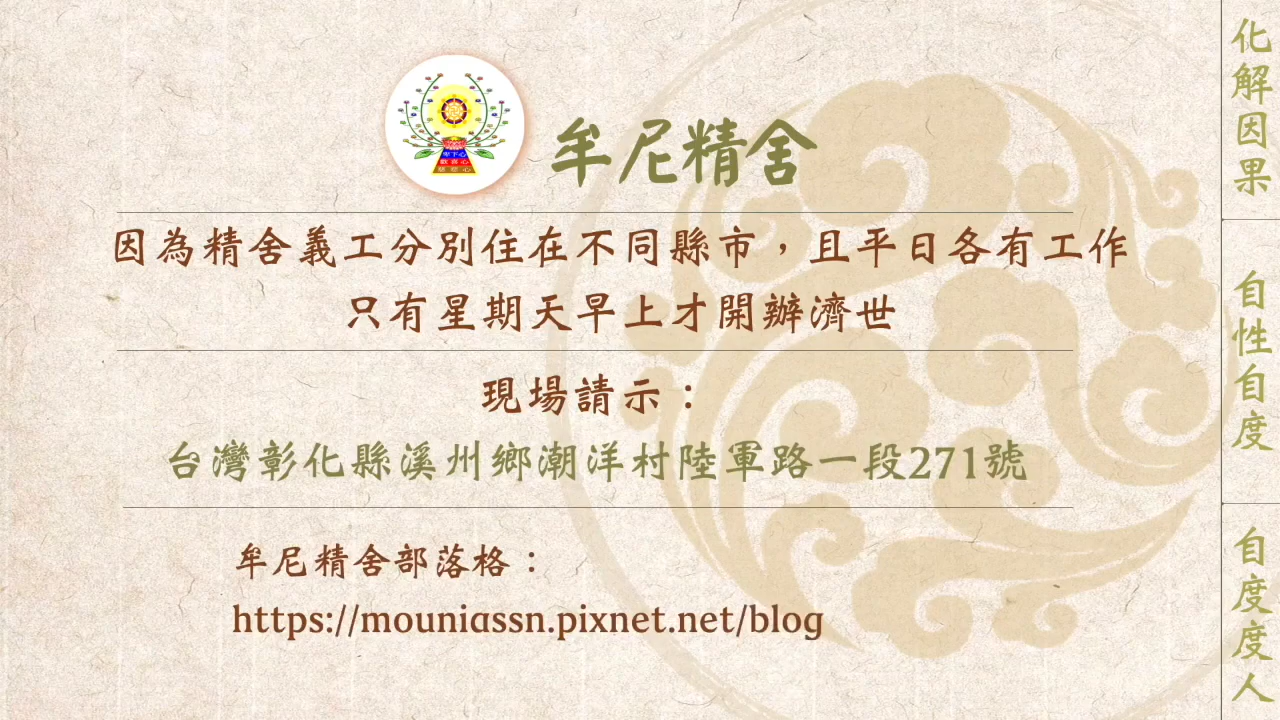 牟尼精舍
因為精舍義工分別住在不同縣市，且平日各有工作
只有星期天早上才開辦濟世
現場請示：
台灣彰化縣溪州鄉潮洋村陸軍路一段271號
牟尼精舍部落格：
https://mouniassn.pixnet.net/blog
化解因果
自性自度
自度度人